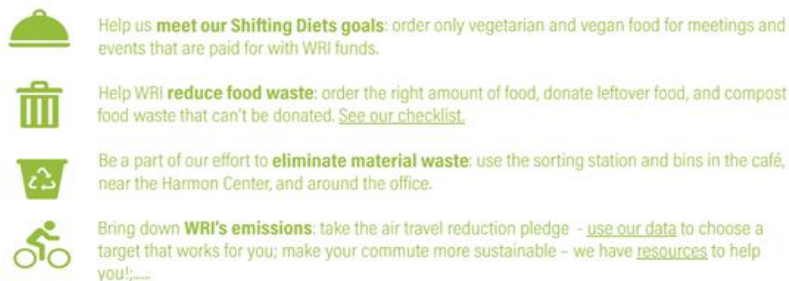 Help us meet our Shifting Diets goals: order only vegetarian and vegan food for meetings and
events that are paid for with WRI funds.
Help WRI reduce food waste: order the right amount of food, donate leftover food, and compost
food waste that can't be donated. See our checklist.
Be a part of our effort to eliminate material waste: use the sorting station and bins in the café,
near the Harmon Center, and around the office.
Bring down WRI's emissions: take the air travel reduction pledge - use our data to choose a
target that works for you; make your commute more sustainable – we have resources to help
you!;.....